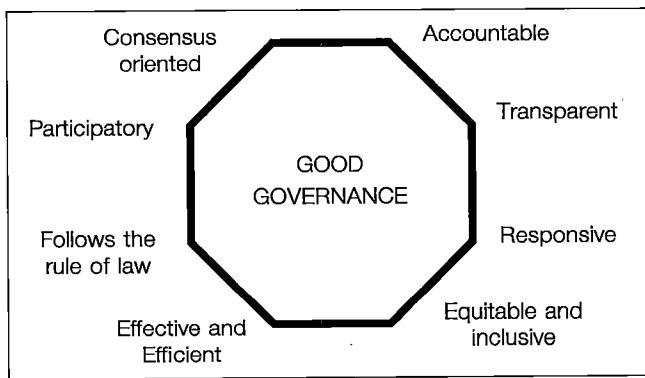 Consensus
oriented
Accountable
Participatory
Transparent
GOOD
GOVERNANCE
Follows the
rule of law
Responsive
Effective and
Efficient
Equitable and
inclusive